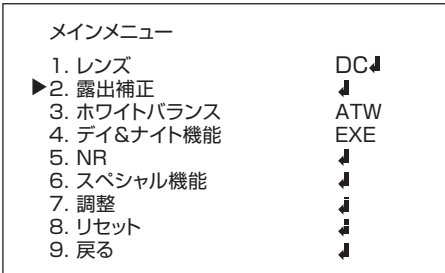 メインメニュー
1. レンズ DC↲
▶2. 露出補正 ↲
3. ホワイトバランス ATW
4. デイ&ナイト機能 EXE
5. NR ↲
6. スペシャル機能 ↲
7. 調整 ↲
8. リセット ↲
9. 戻る ↲